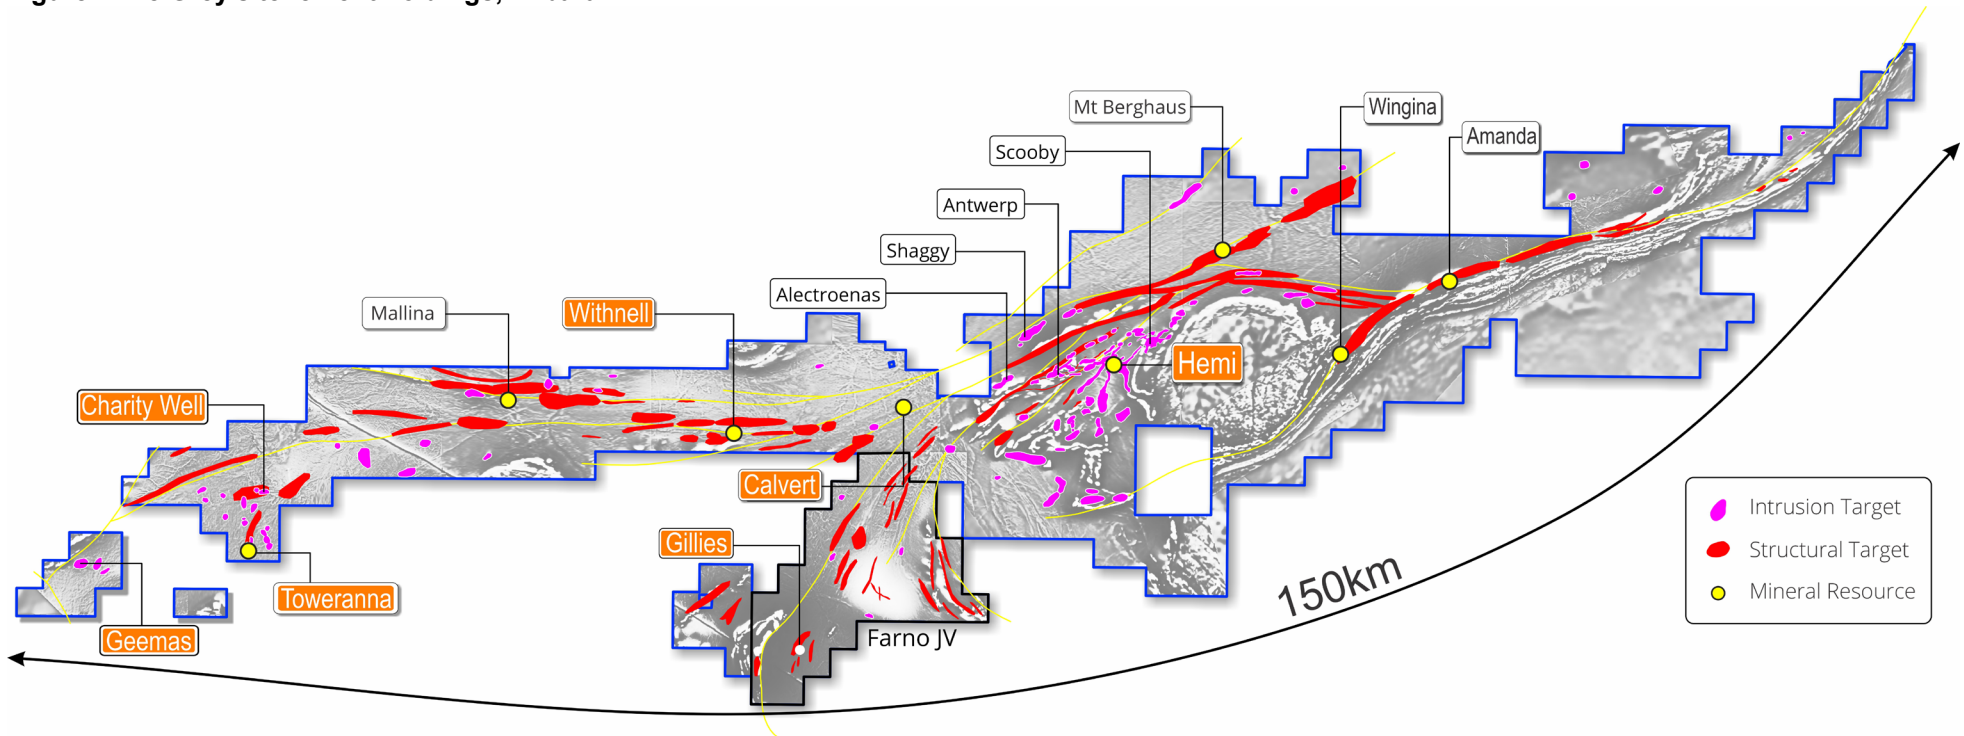 Mt Berghaus
Wingina
Amanda
Scooby
Antwerp
Shaggy
Alectroenas
Mallina
Withnell
Hemi
Charity Well
Calvert
Gillies
Toweranna
Geemas
Farno JV
150km
Intrusion Target
Structural Target
Mineral Resource